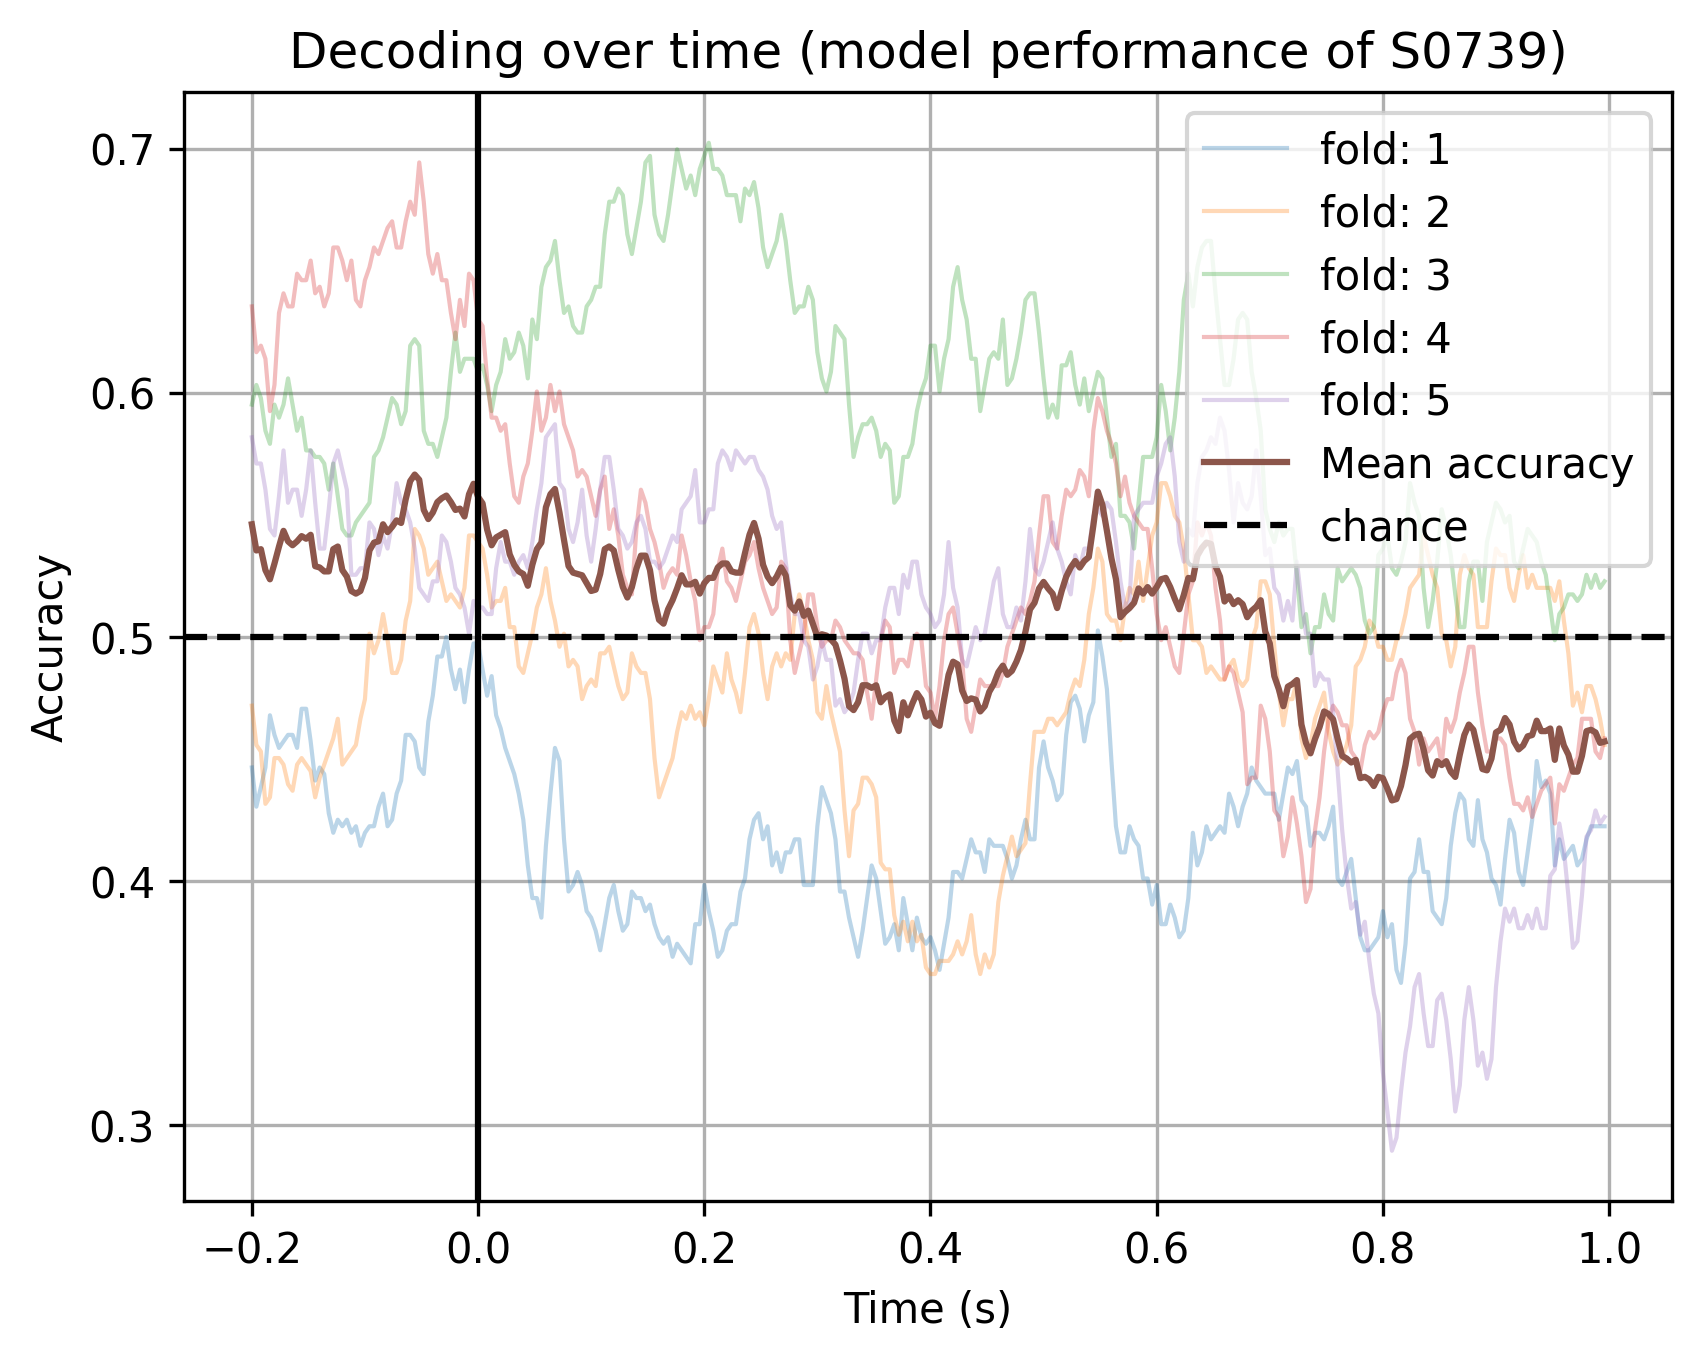 Decoding over time (model performance of S0739)
fold: 1
fold: 2
fold: 3
fold: 4
fold: 5
Mean accuracy
chance
Accuracy
0.7
0.6
0.5
0.4
0.3
−0.2 0.0 0.2 0.4 0.6 0.8 1.0
Time (s)